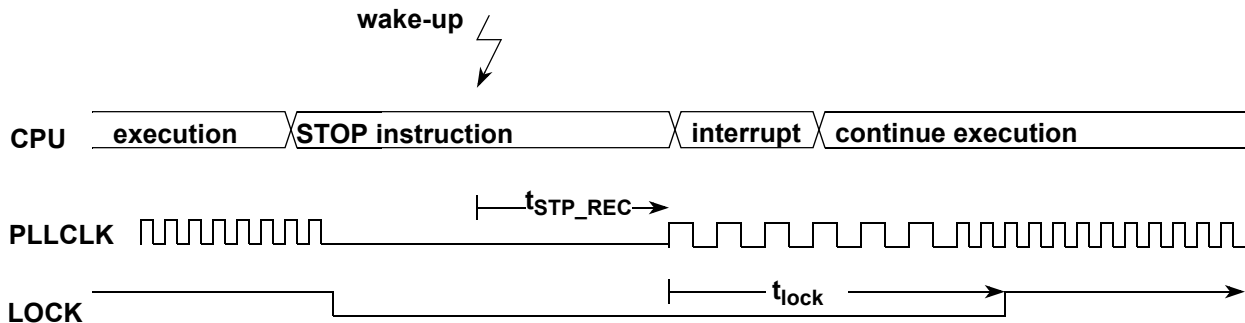 wake-up
CPU execution STOP instruction interrupt continue execution
tSTP_REC
PLLCLK
tlock
LOCK